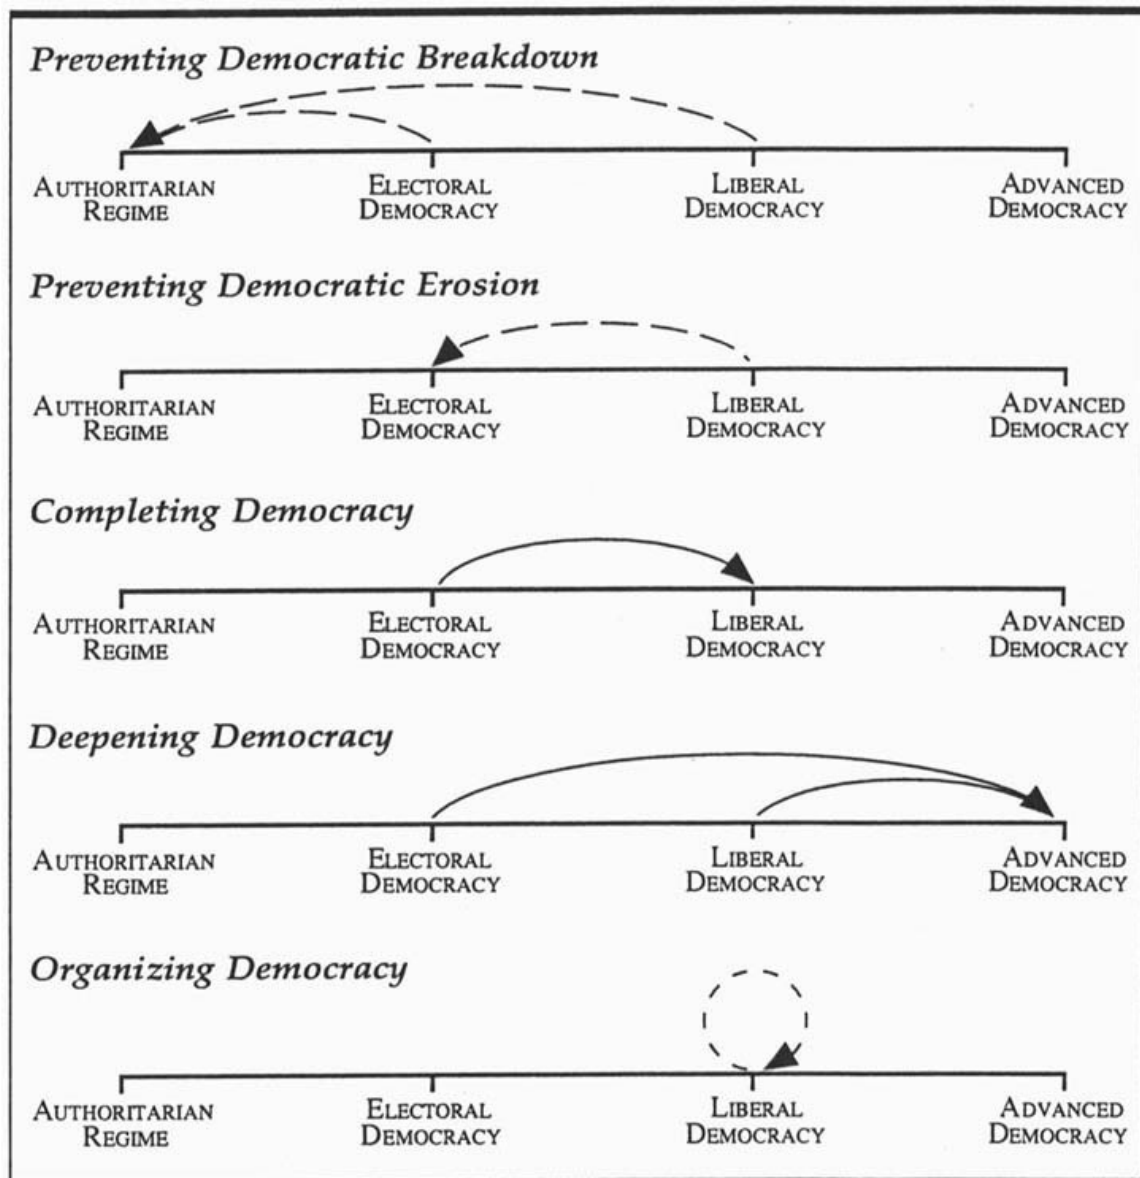 Preventing Democratic Breakdown
AUTHORITARIAN REGIME
ELECTORAL DEMOCRACY
LIBERAL DEMOCRACY
ADVANCED DEMOCRACY
Preventing Democratic Erosion
AUTHORITARIAN REGIME
ELECTORAL DEMOCRACY
LIBERAL DEMOCRACY
ADVANCED DEMOCRACY
Completing Democracy
AUTHORITARIAN REGIME
ELECTORAL DEMOCRACY
LIBERAL DEMOCRACY
ADVANCED DEMOCRACY
Deepening Democracy
AUTHORITARIAN REGIME
ELECTORAL DEMOCRACY
LIBERAL DEMOCRACY
ADVANCED DEMOCRACY
Organizing Democracy
AUTHORITARIAN REGIME
ELECTORAL DEMOCRACY
LIBERAL DEMOCRACY
ADVANCED DEMOCRACY